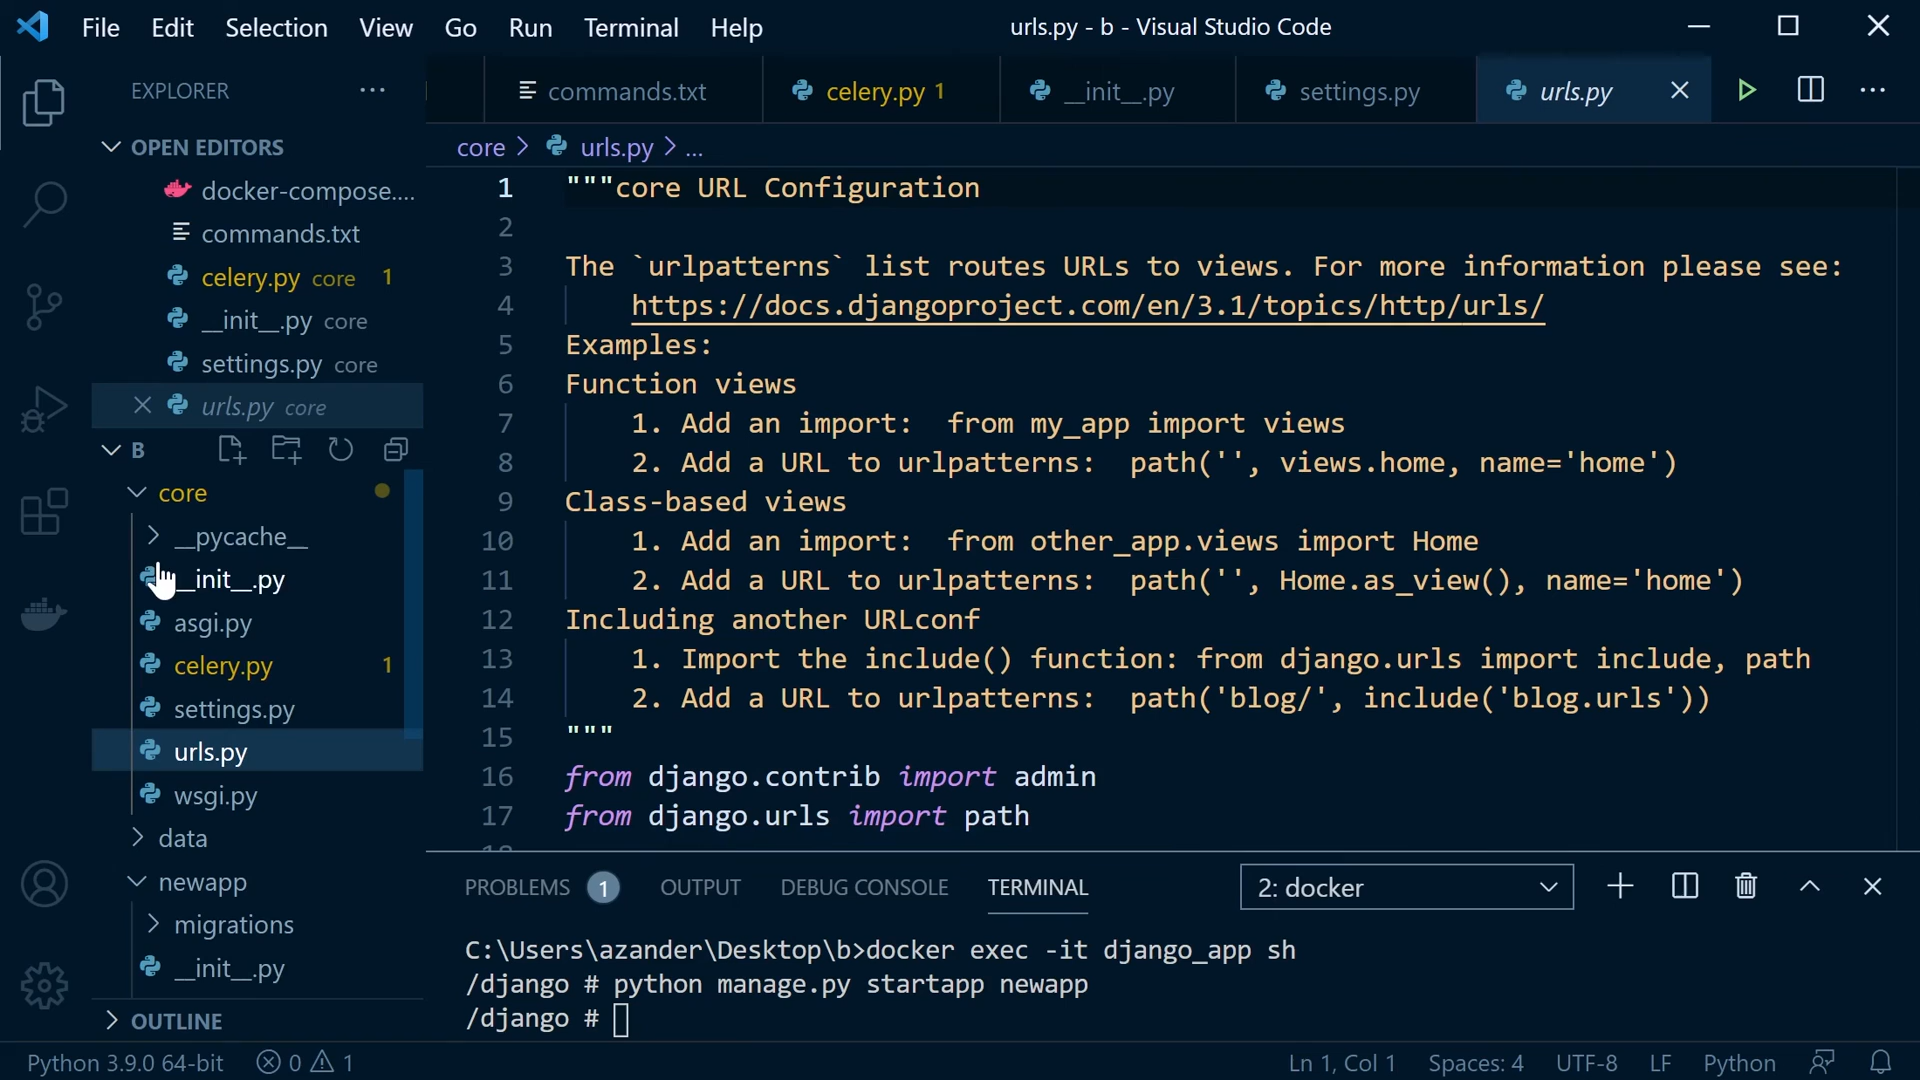 File Edit Selection View Go Run Terminal Help urls.py - b - Visual Studio Code
EXPLORER
commands.txt celery.py 1 __init__.py settings.py urls.py
OPEN EDITORS
docker-compose....
commands.txt
celery.py core 1
__init__.py core
settings.py core
urls.py core
B
core
__pycache__
__init__.py
asgi.py
celery.py 1
settings.py
urls.py
wsgi.py
data
newapp
migrations
__init__.py
OUTLINE
core > urls.py > ...
1 """core URL Configuration
2
3 The `urlpatterns` list routes URLs to views. For more information please see:
4 https://docs.djangoproject.com/en/3.1/topics/http/urls/
5 Examples:
6 Function views
7 1. Add an import:  from my_app import views
8 2. Add a URL to urlpatterns:  path('', views.home, name='home')
9 Class-based views
10 1. Add an import:  from other_app.views import Home
11 2. Add a URL to urlpatterns:  path('', Home.as_view(), name='home')
12 Including another URLconf
13 1. Import the include() function: from django.urls import include, path
14 2. Add a URL to urlpatterns:  path('blog/', include('blog.urls'))
15 """
16 from django.contrib import admin
17 from django.urls import path
PROBLEMS 1 OUTPUT DEBUG CONSOLE TERMINAL 2: docker
C:\Users\azander\Desktop\b>docker exec -it django_app sh
/django # python manage.py startapp newapp
/django #
Python 3.9.0 64-bit 0 1 Ln 1, Col 1 Spaces: 4 UTF-8 LF Python